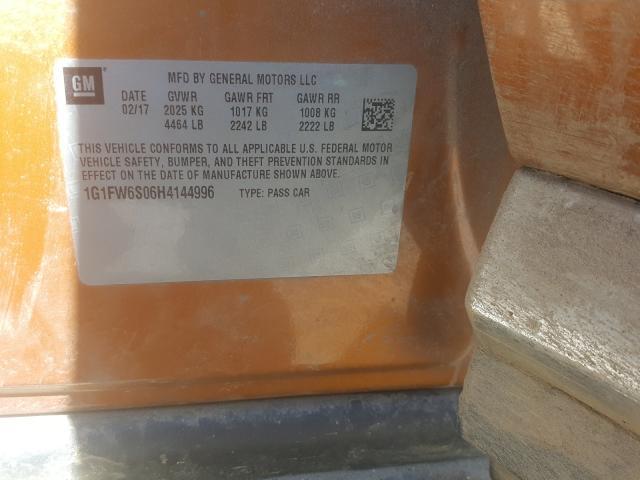 GM
MFD BY GENERAL MOTORS LLC
DATE GVWR GAWR FRT GAWR RR
02/17 2025 KG 1017 KG 1008 KG
4464 LB 2242 LB 2222 LB
THIS VEHICLE CONFORMS TO ALL APPLICABLE U.S. FEDERAL MOTOR
VEHICLE SAFETY, BUMPER, AND THEFT PREVENTION STANDARDS IN
EFFECT ON THE DATE OF MANUFACTURE SHOWN ABOVE.
1G1FW6S06H4144996 TYPE: PASS CAR